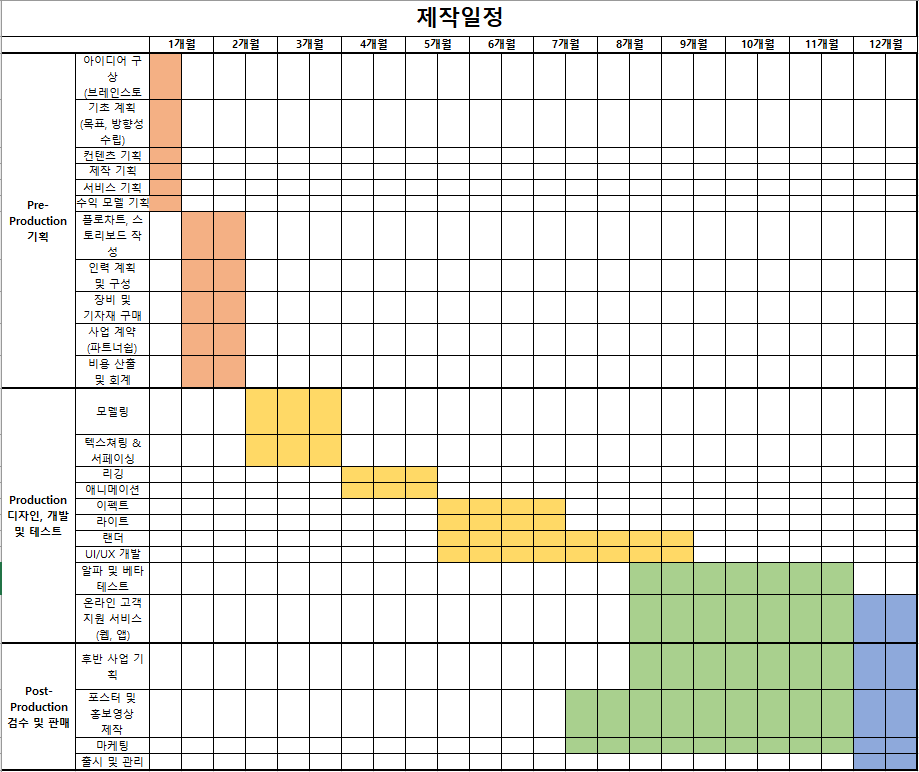 제작일정
1개월 2개월 3개월 4개월 5개월 6개월 7개월 8개월 9개월 10개월 11개월 12개월
Pre-
Production
기획
아이디어 구
상
(브레인스토
기초 계획
(목표, 방향성
수립)
컨텐츠 기획
제작 기획
서비스 기획
수익 모델 기획
플로차트, 스
토리보드 작
성
인력 계획
및 구성
장비 및
기자재 구매
사업 계약
(파트너쉽)
비용 산출
및 회계
Production
디자인, 개발
및 테스트
모델링
텍스쳐링 &
서페이싱
리깅
애니메이션
이펙트
라이트
랜더
UI/UX 개발
알파 및 베타
테스트
온라인 고객
지원 서비스
(웹, 앱)
Post-
Production
검수 및 판매
후반 사업 기
획
포스터 및
홍보영상
제작
마케팅
출시 및 관리